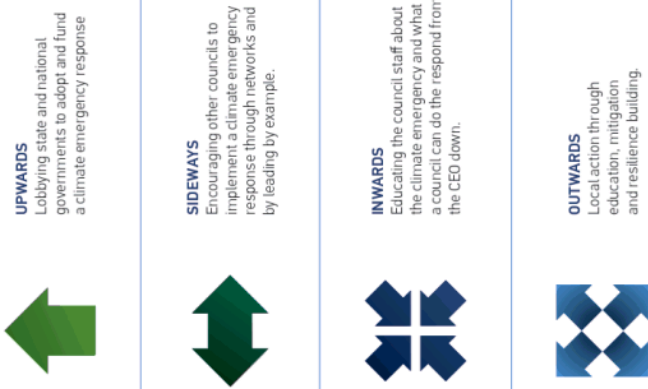 UPWARDS
Lobbying state and national
governments to adopt and fund
a climate emergency response
SIDEWAYS
Encouraging other councils to
implement a climate emergency
response through networks and
by leading by example.
INWARDS
Educating the council staff about
the climate emergency and what
a council can do the respond from
the CEO down.
OUTWARDS
Local action through
education, mitigation
and resilience building.